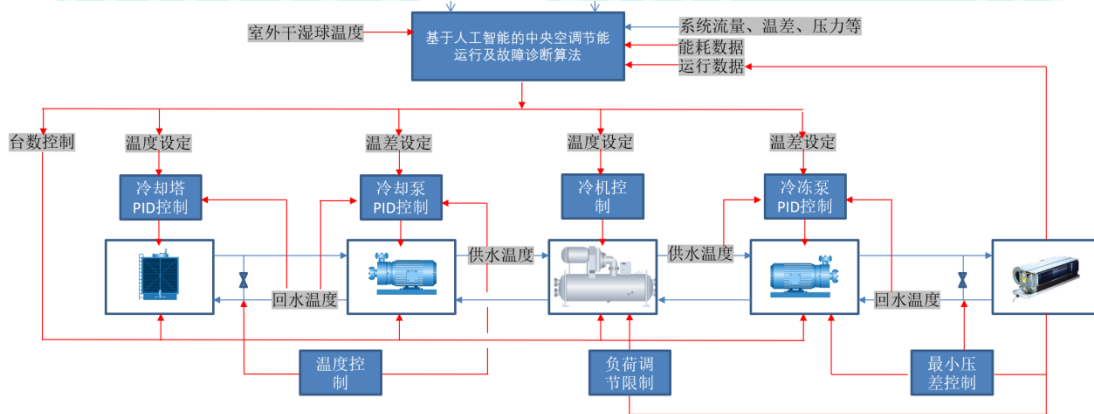 系统流量、温差、压力等
室外干湿球温度
基于人工智能的中央空调节能
运行及故障诊断算法
能耗数据
运行数据
台数控制
温度设定
温差设定
温度设定
温差设定
冷却塔
PID控制
冷却泵
PID控制
冷机控
制
冷冻泵
PID控制
供水温度
供水温度
回水温度
回水温度
温度控
制
负荷调
节限制
最小压
差控制